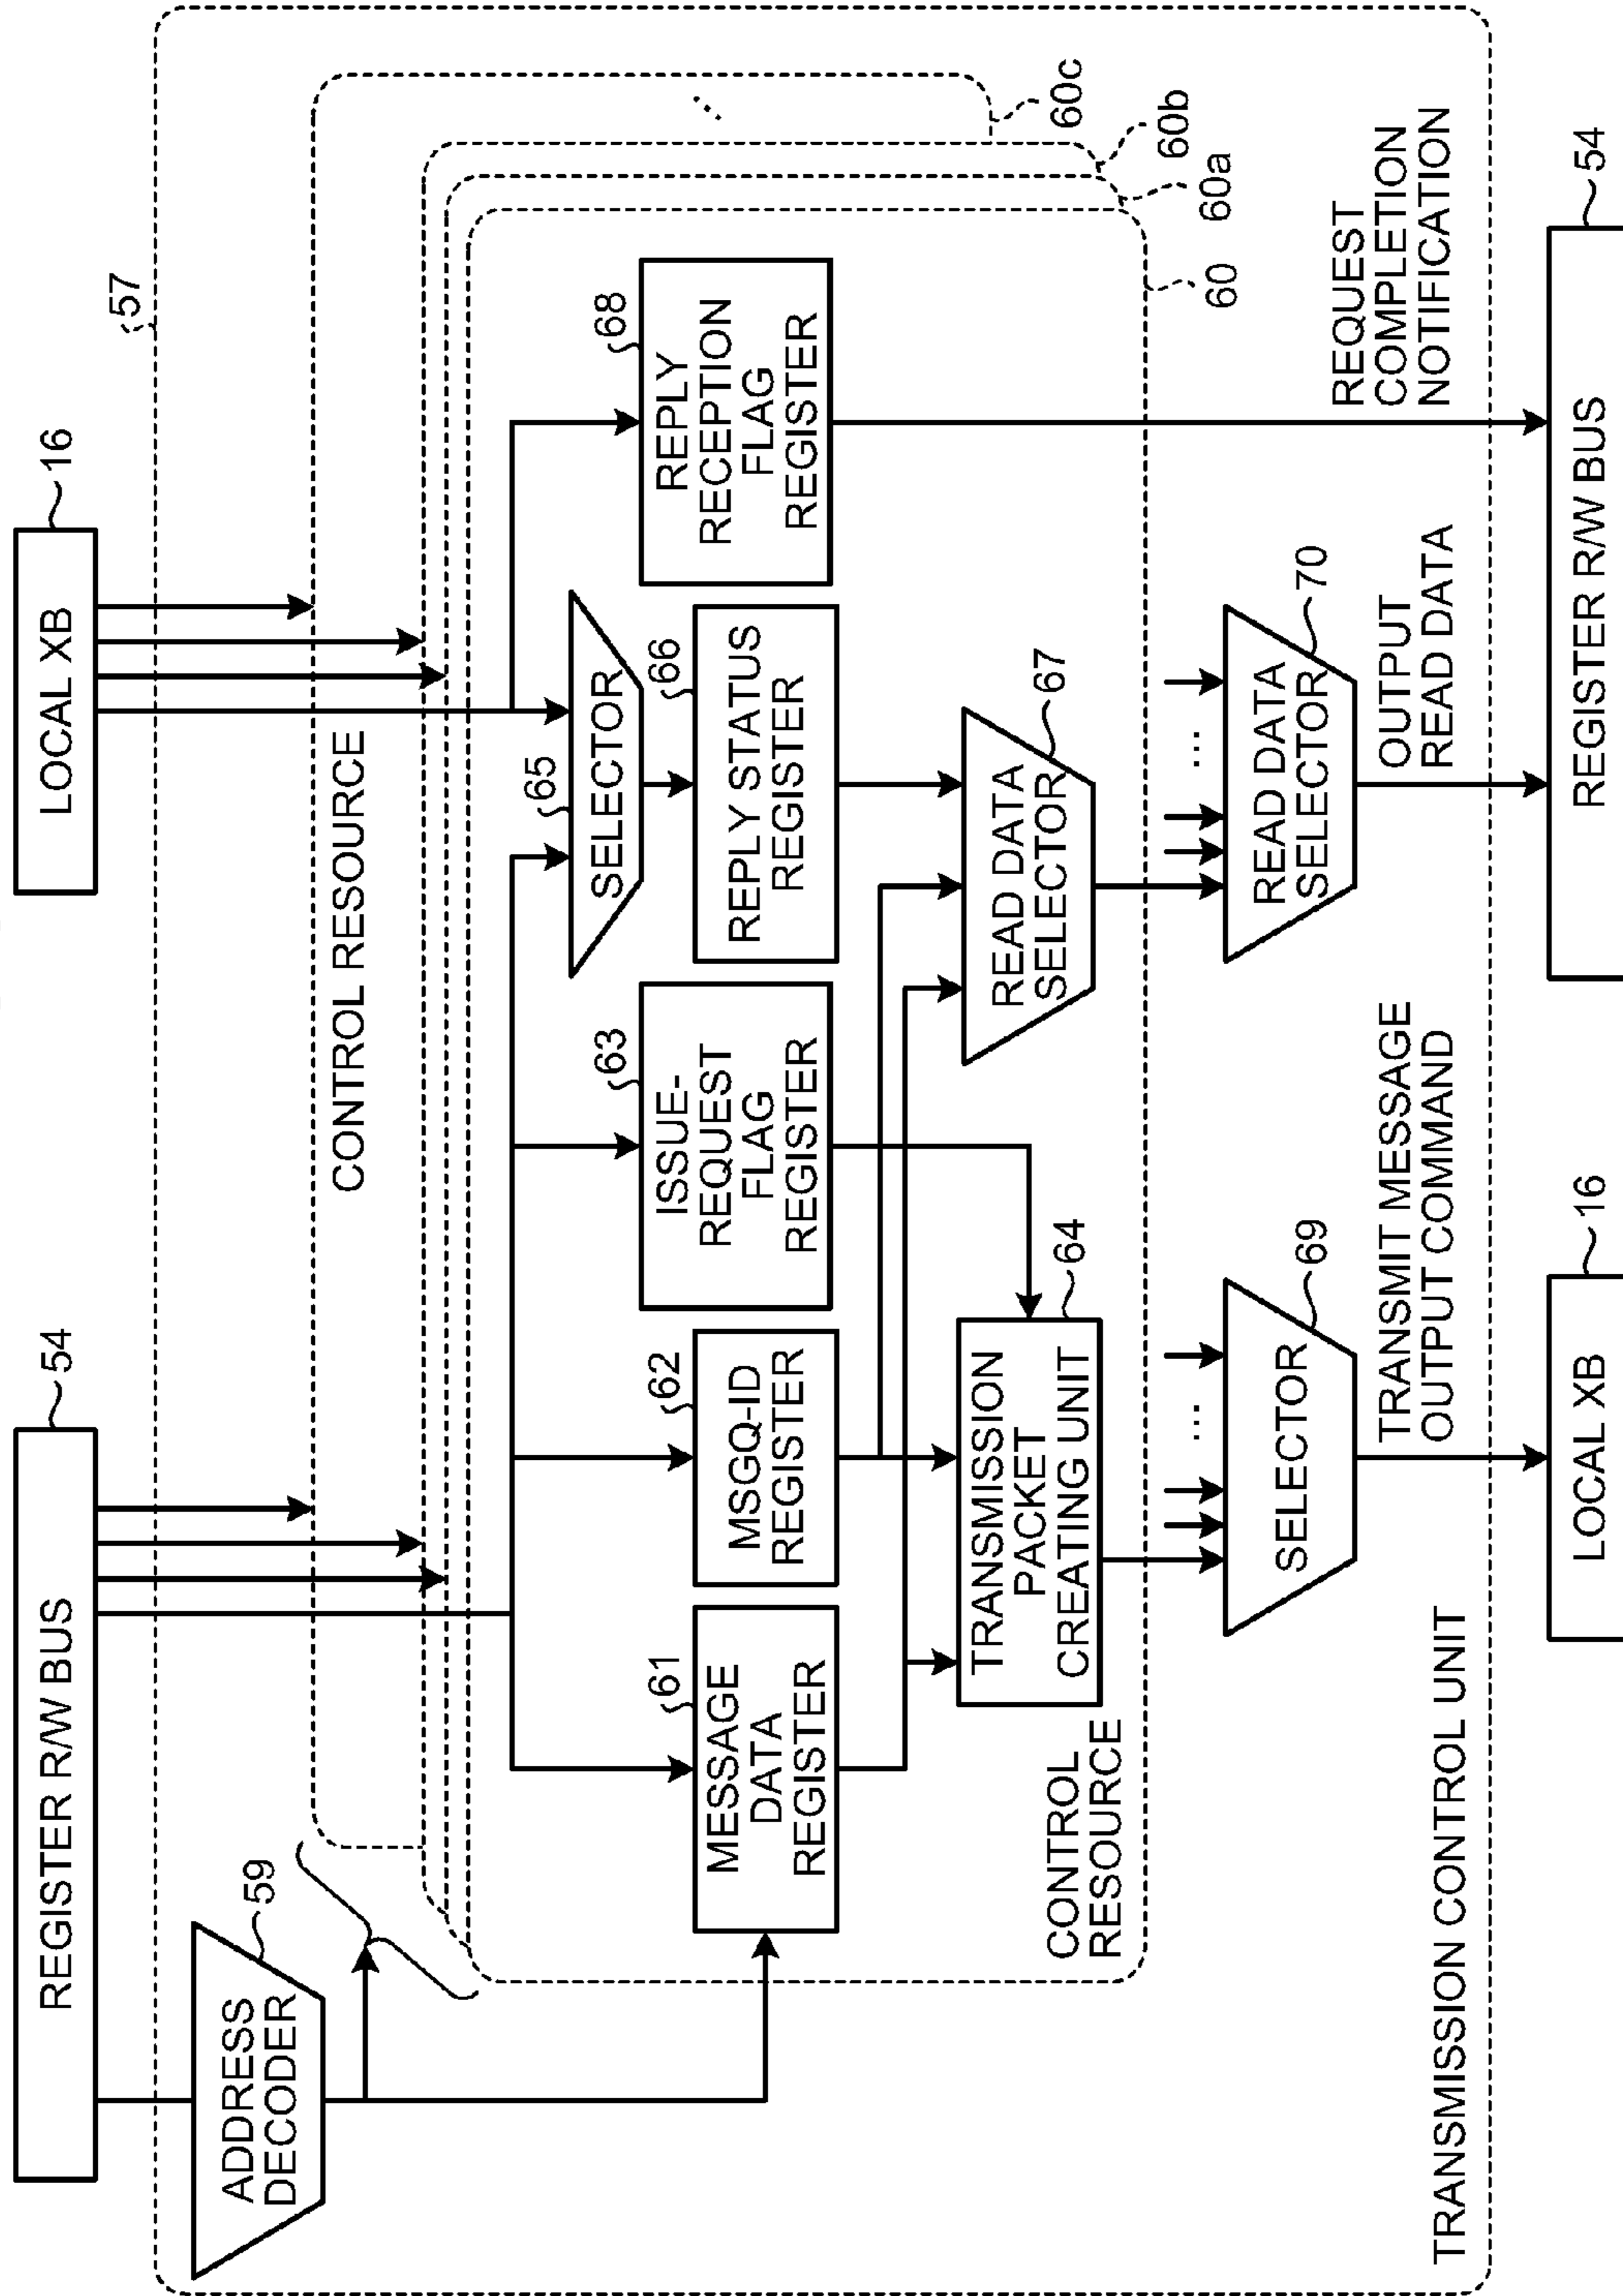 REGISTER R/W BUS
54
LOCAL XB
16
57
ADDRESS
DECODER
59
CONTROL RESOURCE
61
MESSAGE
DATA
REGISTER
62
MSGQ-ID
REGISTER
63
ISSUE-
REQUEST
FLAG
REGISTER
65
SELECTOR
66
REPLY STATUS
REGISTER
68
REPLY
RECEPTION
FLAG
REGISTER
...
60c
60b
60a
60
TRANSMISSION
PACKET
CREATING UNIT
64
READ DATA
SELECTOR
67
CONTROL
RESOURCE
...
SELECTOR
69
...
READ DATA
SELECTOR
70
TRANSMISSION CONTROL UNIT
TRANSMIT MESSAGE
OUTPUT COMMAND
OUTPUT
READ DATA
REQUEST
COMPLETION
NOTIFICATION
LOCAL XB
16
REGISTER R/W BUS
54